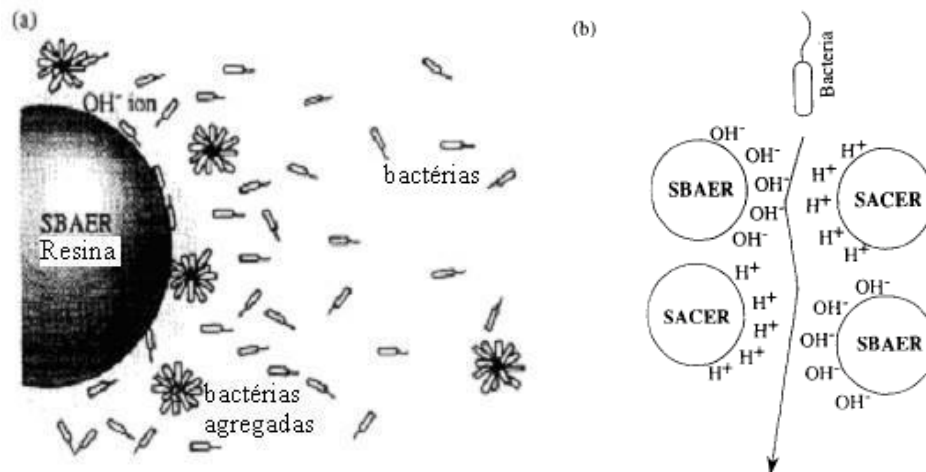 (a)
OH⁻ ion
bactérias
SBAER
Resina
bactérias
agregadas
(b)
Bacteria
OH⁻
OH⁻
OH⁻
OH⁻
OH⁻
SBAER
H⁺
H⁺
H⁺
H⁺
H⁺
SACER
H⁺
H⁺
H⁺
H⁺
H⁺
SACER
OH⁻
OH⁻
OH⁻
OH⁻
OH⁻
SBAER